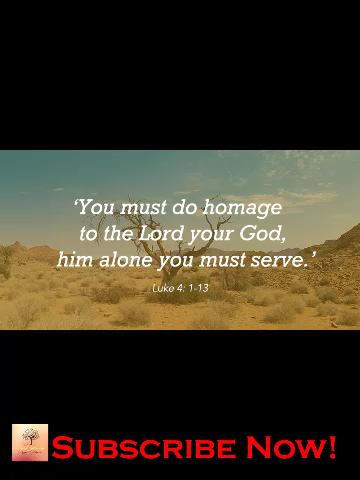 ‘You must do homage
to the Lord your God,
him alone you must serve.’
Luke 4: 1-13
Subscribe Now!